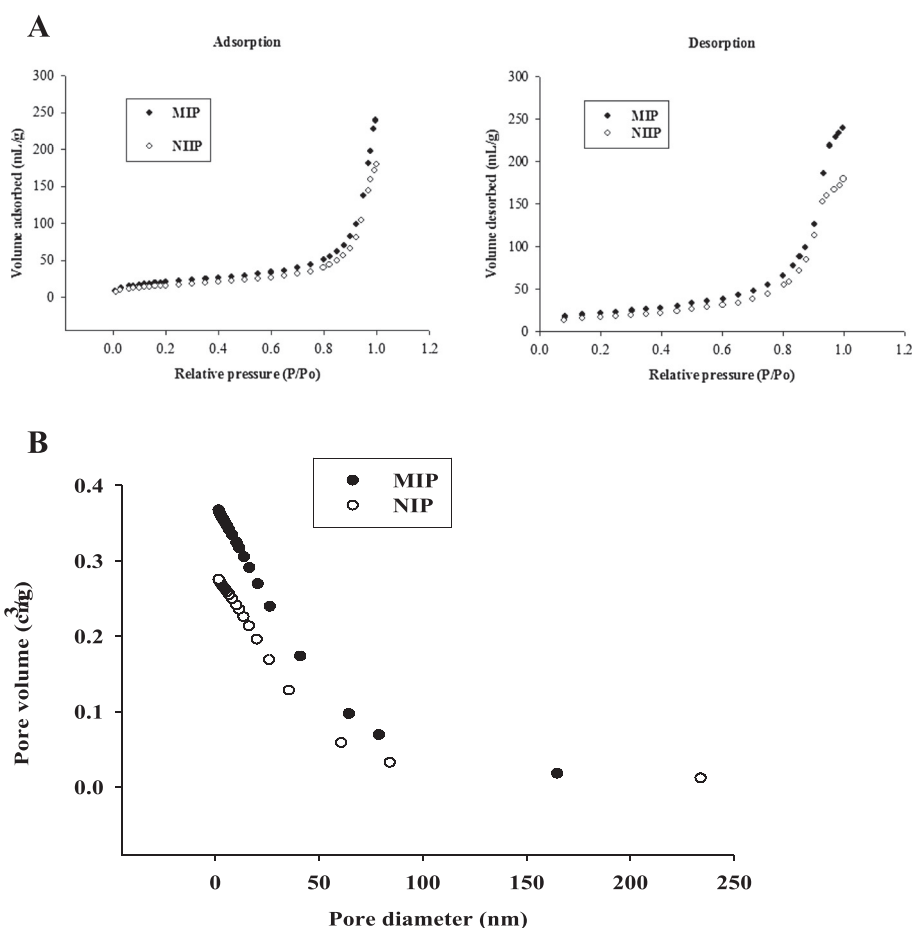 A
Adsorption
300
250
200
150
100
50
0
Volume adsorbed (mL/g)
MIP
NIIP
0.0 0.2 0.4 0.6 0.8 1.0 1.2
Relative pressure (P/Po)
Desorption
300
250
200
150
100
50
0
Volume desorbed (mL/g)
MIP
NIIP
0.0 0.2 0.4 0.6 0.8 1.0 1.2
Relative pressure (P/Po)
B
MIP
NIP
0.4
0.3
0.2
0.1
0.0
Pore volume (cm3/g)
0 50 100 150 200 250
Pore diameter (nm)